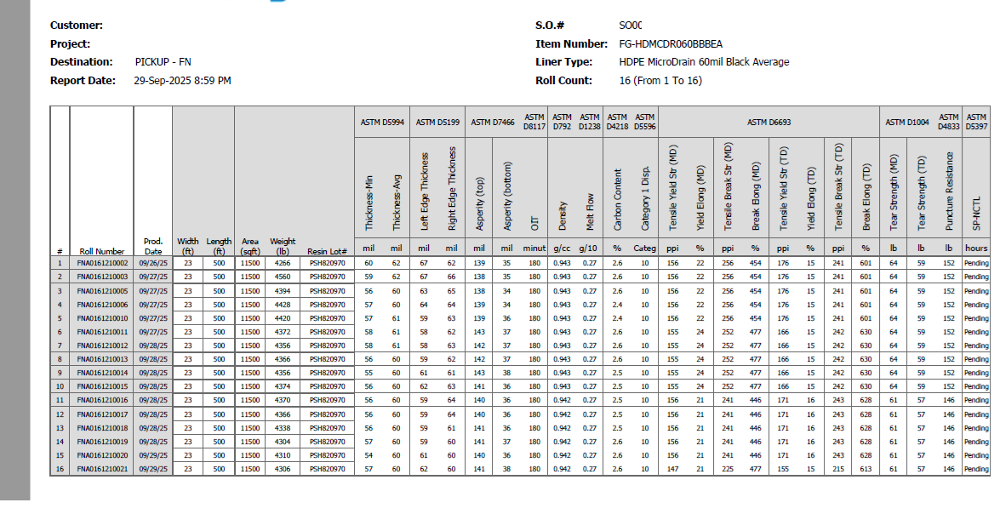 Customer:
S.O.# SO00
Project:
Item Number: FG-HDMCDR060BBBEA
Destination: PICKUP - FN
Liner Type: HDPE MicroDrain 60mil Black Average
Report Date: 29-Sep-2025 8:59 PM
Roll Count: 16 (From 1 To 16)
ASTM D5994 ASTM D5199 ASTM D7466 ASTM D8117 ASTM D792 ASTM D1238 ASTM D4218 ASTM D5596 ASTM D6693 ASTM D1004 ASTM D4833 ASTM D5397
# Roll Number Prod. Date Width (ft) Length (ft) Area (sqft) Weight (lb) Resin Lot# Thickness-Min Thickness-Avg Left Edge Thickness Right Edge Thickness Asperity (top) Asperity (bottom) OIT Density Melt Flow Carbon Content Category 1 Disp. Tensile Yield Str (MD) Yield Elong (MD) Tensile Break Str (MD) Break Elong (MD) Tensile Yield Str (TD) Yield Elong (TD) Tensile Break Str (TD) Break Elong (TD) Tear Strength (MD) Tear Strength (TD) Puncture Resistance SP-NCTL
mil mil mil mil mil mil minut g/cc g/10 % Categ ppi % ppi % ppi % ppi % lb lb lb hours
1 FNA0161210002 09/26/25 23 500 11500 4266 PSH820970 60 62 67 62 139 35 180 0.943 0.27 2.6 10 156 22 256 454 176 15 241 601 64 59 152 Pending
2 FNA0161210003 09/27/25 23 500 11500 4560 PSH820970 59 62 67 66 138 35 180 0.943 0.27 2.6 10 156 22 256 454 176 15 241 601 64 59 152 Pending
3 FNA0161210005 09/27/25 23 500 11500 4394 PSH820970 56 60 63 65 138 34 180 0.943 0.27 2.6 10 156 22 256 454 176 15 241 601 64 59 152 Pending
4 FNA0161210006 09/27/25 23 500 11500 4428 PSH820970 57 60 64 64 139 34 180 0.943 0.27 2.4 10 156 22 256 454 176 15 241 601 64 59 152 Pending
5 FNA0161210010 09/27/25 23 500 11500 4420 PSH820970 57 61 59 63 139 36 180 0.943 0.27 2.4 10 156 22 256 454 176 15 241 601 64 59 152 Pending
6 FNA0161210011 09/27/25 23 500 11500 4372 PSH820970 58 61 58 62 143 37 180 0.943 0.27 2.6 10 155 24 252 477 166 15 242 630 64 59 152 Pending
7 FNA0161210012 09/28/25 23 500 11500 4356 PSH820970 58 61 58 63 142 37 180 0.943 0.27 2.6 10 155 24 252 477 166 15 242 630 64 59 152 Pending
8 FNA0161210013 09/28/25 23 500 11500 4366 PSH820970 56 60 59 62 142 37 180 0.943 0.27 2.6 10 155 24 252 477 166 15 242 630 64 59 152 Pending
9 FNA0161210014 09/28/25 23 500 11500 4356 PSH820970 55 60 61 61 143 38 180 0.943 0.27 2.5 10 155 24 252 477 166 15 242 630 64 59 152 Pending
10 FNA0161210015 09/28/25 23 500 11500 4374 PSH820970 56 60 62 63 141 36 180 0.943 0.27 2.5 10 155 24 252 477 166 15 242 630 64 59 152 Pending
11 FNA0161210016 09/28/25 23 500 11500 4370 PSH820970 56 60 59 64 140 36 180 0.942 0.27 2.5 10 156 21 241 446 171 16 243 628 61 57 146 Pending
12 FNA0161210017 09/28/25 23 500 11500 4366 PSH820970 56 60 59 64 140 36 180 0.942 0.27 2.5 10 156 21 241 446 171 16 243 628 61 57 146 Pending
13 FNA0161210018 09/28/25 23 500 11500 4338 PSH820970 56 60 59 61 141 36 180 0.942 0.27 2.5 10 156 21 241 446 171 16 243 628 61 57 146 Pending
14 FNA0161210019 09/28/25 23 500 11500 4304 PSH820970 57 60 59 60 141 37 180 0.942 0.27 2.6 10 156 21 241 446 171 16 243 628 61 57 146 Pending
15 FNA0161210020 09/29/25 23 500 11500 4310 PSH820970 54 60 61 60 140 36 180 0.942 0.27 2.6 10 156 21 241 446 171 16 243 628 61 57 146 Pending
16 FNA0161210021 09/29/25 23 500 11500 4306 PSH820970 57 60 62 60 141 38 180 0.942 0.27 2.6 10 147 21 225 477 155 15 215 613 61 57 146 Pending